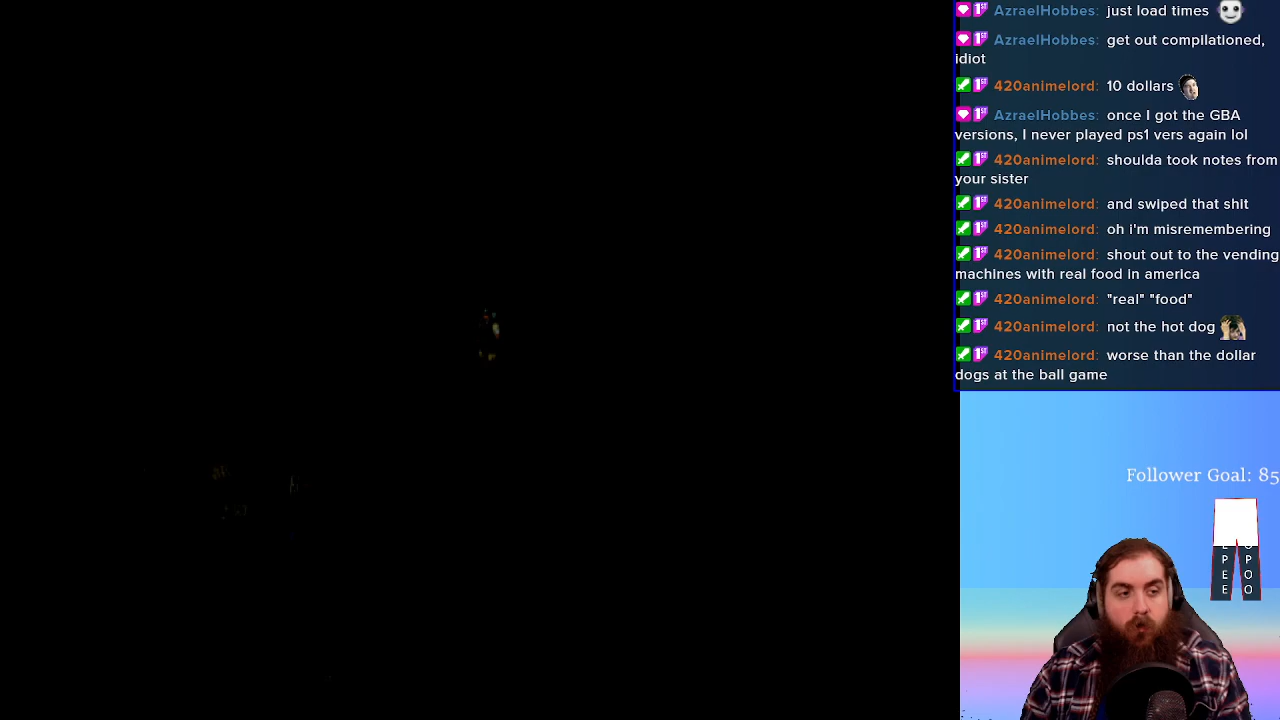 AzraelHobbes: just load times
AzraelHobbes: get out compilationed,
idiot
420animelord: 10 dollars
AzraelHobbes: once I got the GBA
versions, I never played ps1 vers again lol
420animelord: shoulda took notes from
your sister
420animelord: and swiped that shit
420animelord: oh i'm misremembering
420animelord: shout out to the vending
machines with real food in america
420animelord: "real" "food"
420animelord: not the hot dog
420animelord: worse than the dollar
dogs at the ball game
Follower Goal: 85
P P
E O
E O